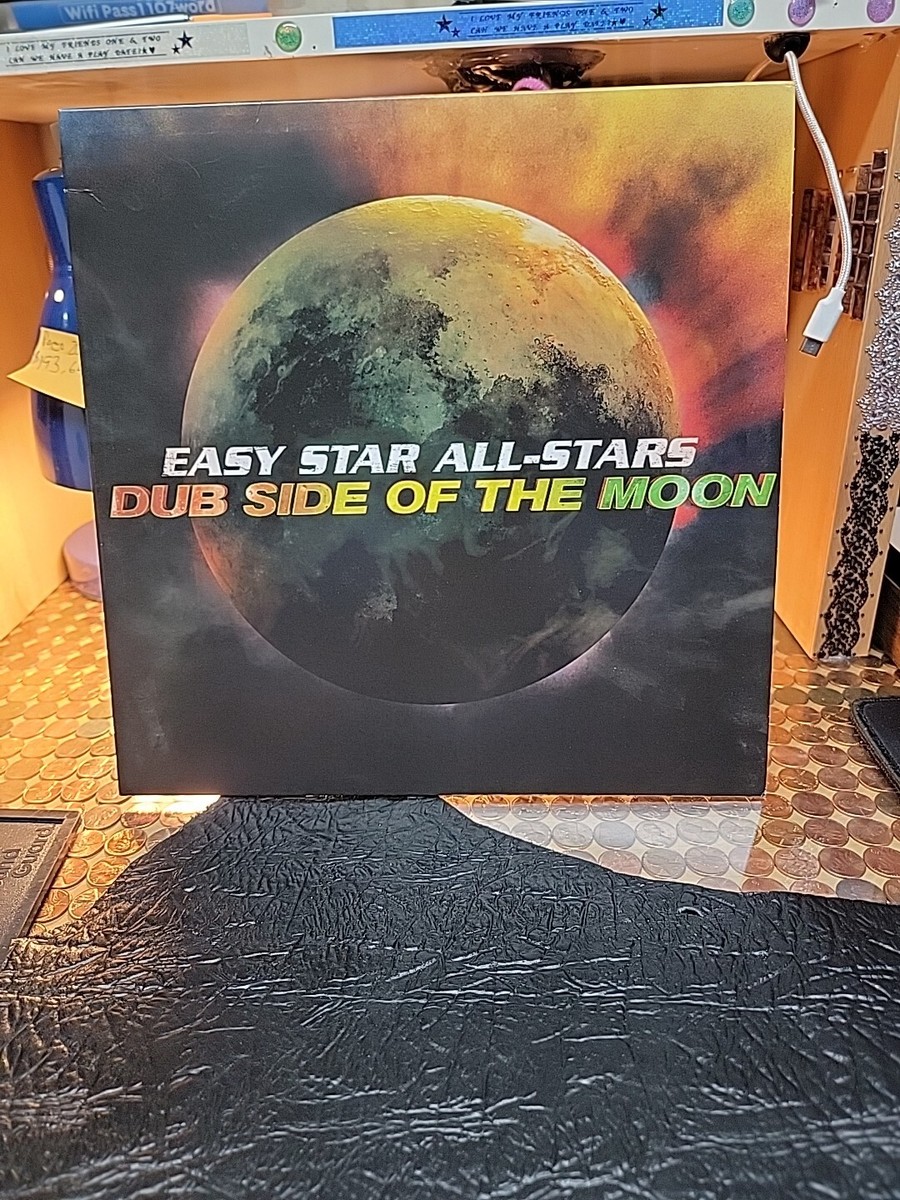 Wifi Pass1107word
I LOVE MY FRIENDS ONE & TWO
CAN WE HAVE A PLAY DATE
I LOVE MY FRIENDS ONE & TWO
CAN WE HAVE A PLAY DATE
EASY STAR ALL-STARS
DUB SIDE OF THE MOON
Guard